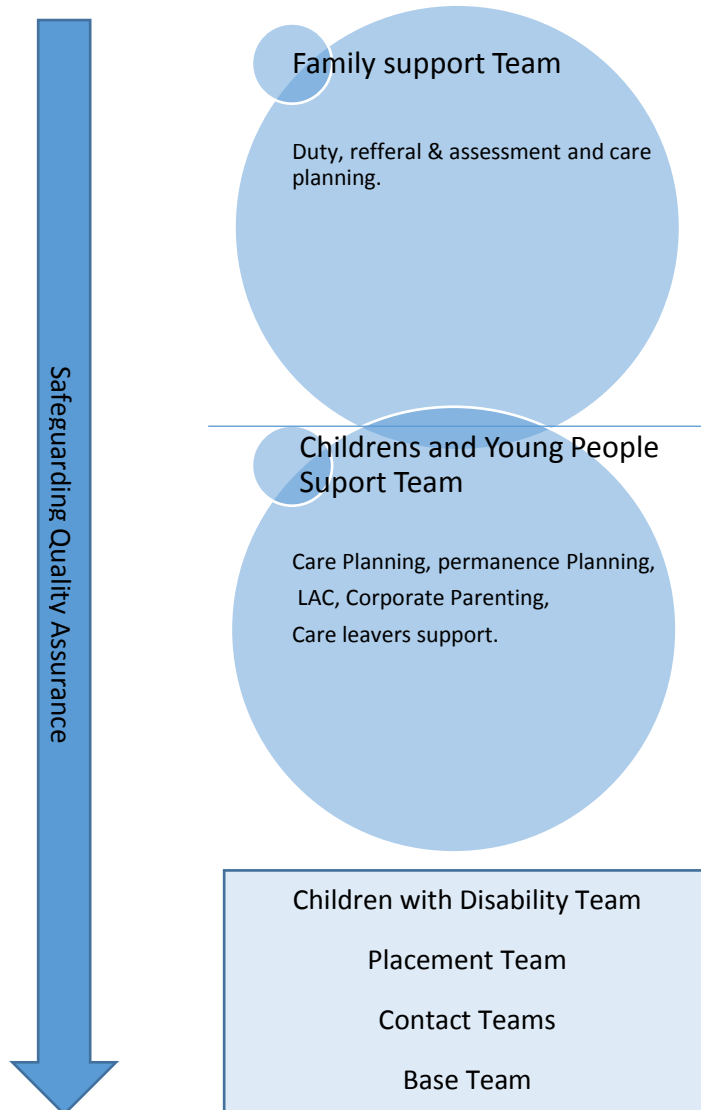 Safeguarding Quality Assurance
Family support Team
Duty, refferal & assessment and care
planning.
Childrens and Young People
Suport Team
Care Planning, permanence Planning,
LAC, Corporate Parenting,
Care leavers support.
Children with Disability Team
Placement Team
Contact Teams
Base Team